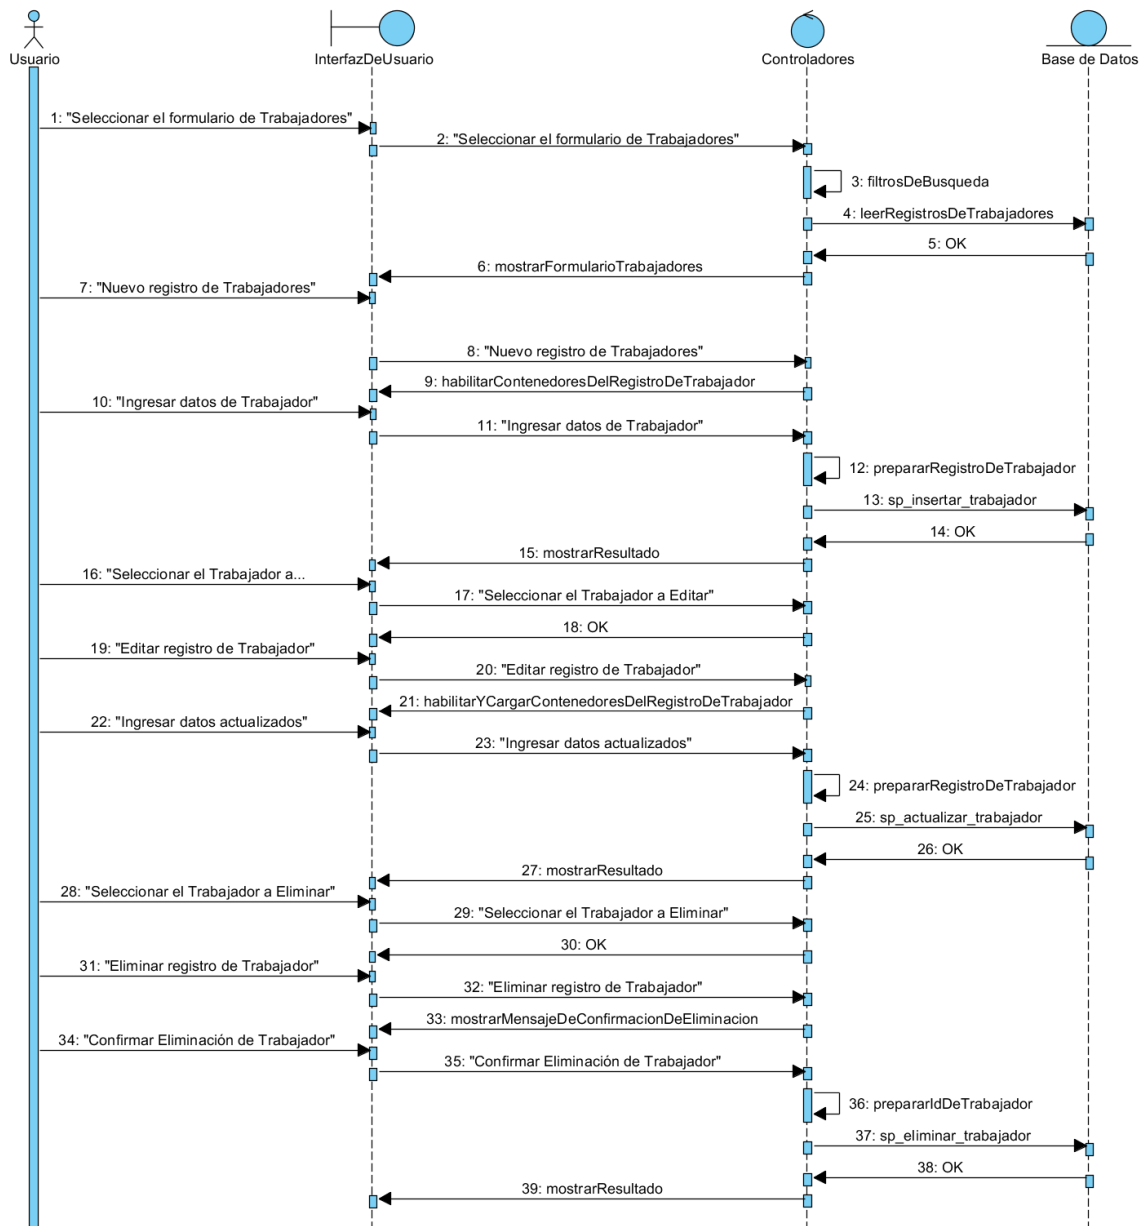 Usuario
InterfazDeUsuario
Controladores
Base de Datos
1: "Seleccionar el formulario de Trabajadores"
2: "Seleccionar el formulario de Trabajadores"
3: filtrosDeBusqueda
4: leerRegistrosDeTrabajadores
5: OK
6: mostrarFormularioTrabajadores
7: "Nuevo registro de Trabajadores"
8: "Nuevo registro de Trabajadores"
9: habilitarContenedoresDelRegistroDeTrabajador
10: "Ingresar datos de Trabajador"
11: "Ingresar datos de Trabajador"
12: prepararRegistroDeTrabajador
13: sp_insertar_trabajador
14: OK
15: mostrarResultado
16: "Seleccionar el Trabajador a...
17: "Seleccionar el Trabajador a Editar"
18: OK
19: "Editar registro de Trabajador"
20: "Editar registro de Trabajador"
21: habilitarYCargarContenedoresDelRegistroDeTrabajador
22: "Ingresar datos actualizados"
23: "Ingresar datos actualizados"
24: prepararRegistroDeTrabajador
25: sp_actualizar_trabajador
26: OK
27: mostrarResultado
28: "Seleccionar el Trabajador a Eliminar"
29: "Seleccionar el Trabajador a Eliminar"
30: OK
31: "Eliminar registro de Trabajador"
32: "Eliminar registro de Trabajador"
33: mostrarMensajeDeConfirmacionDeEliminacion
34: "Confirmar Eliminación de Trabajador"
35: "Confirmar Eliminación de Trabajador"
36: prepararIdDeTrabajador
37: sp_eliminar_trabajador
38: OK
39: mostrarResultado